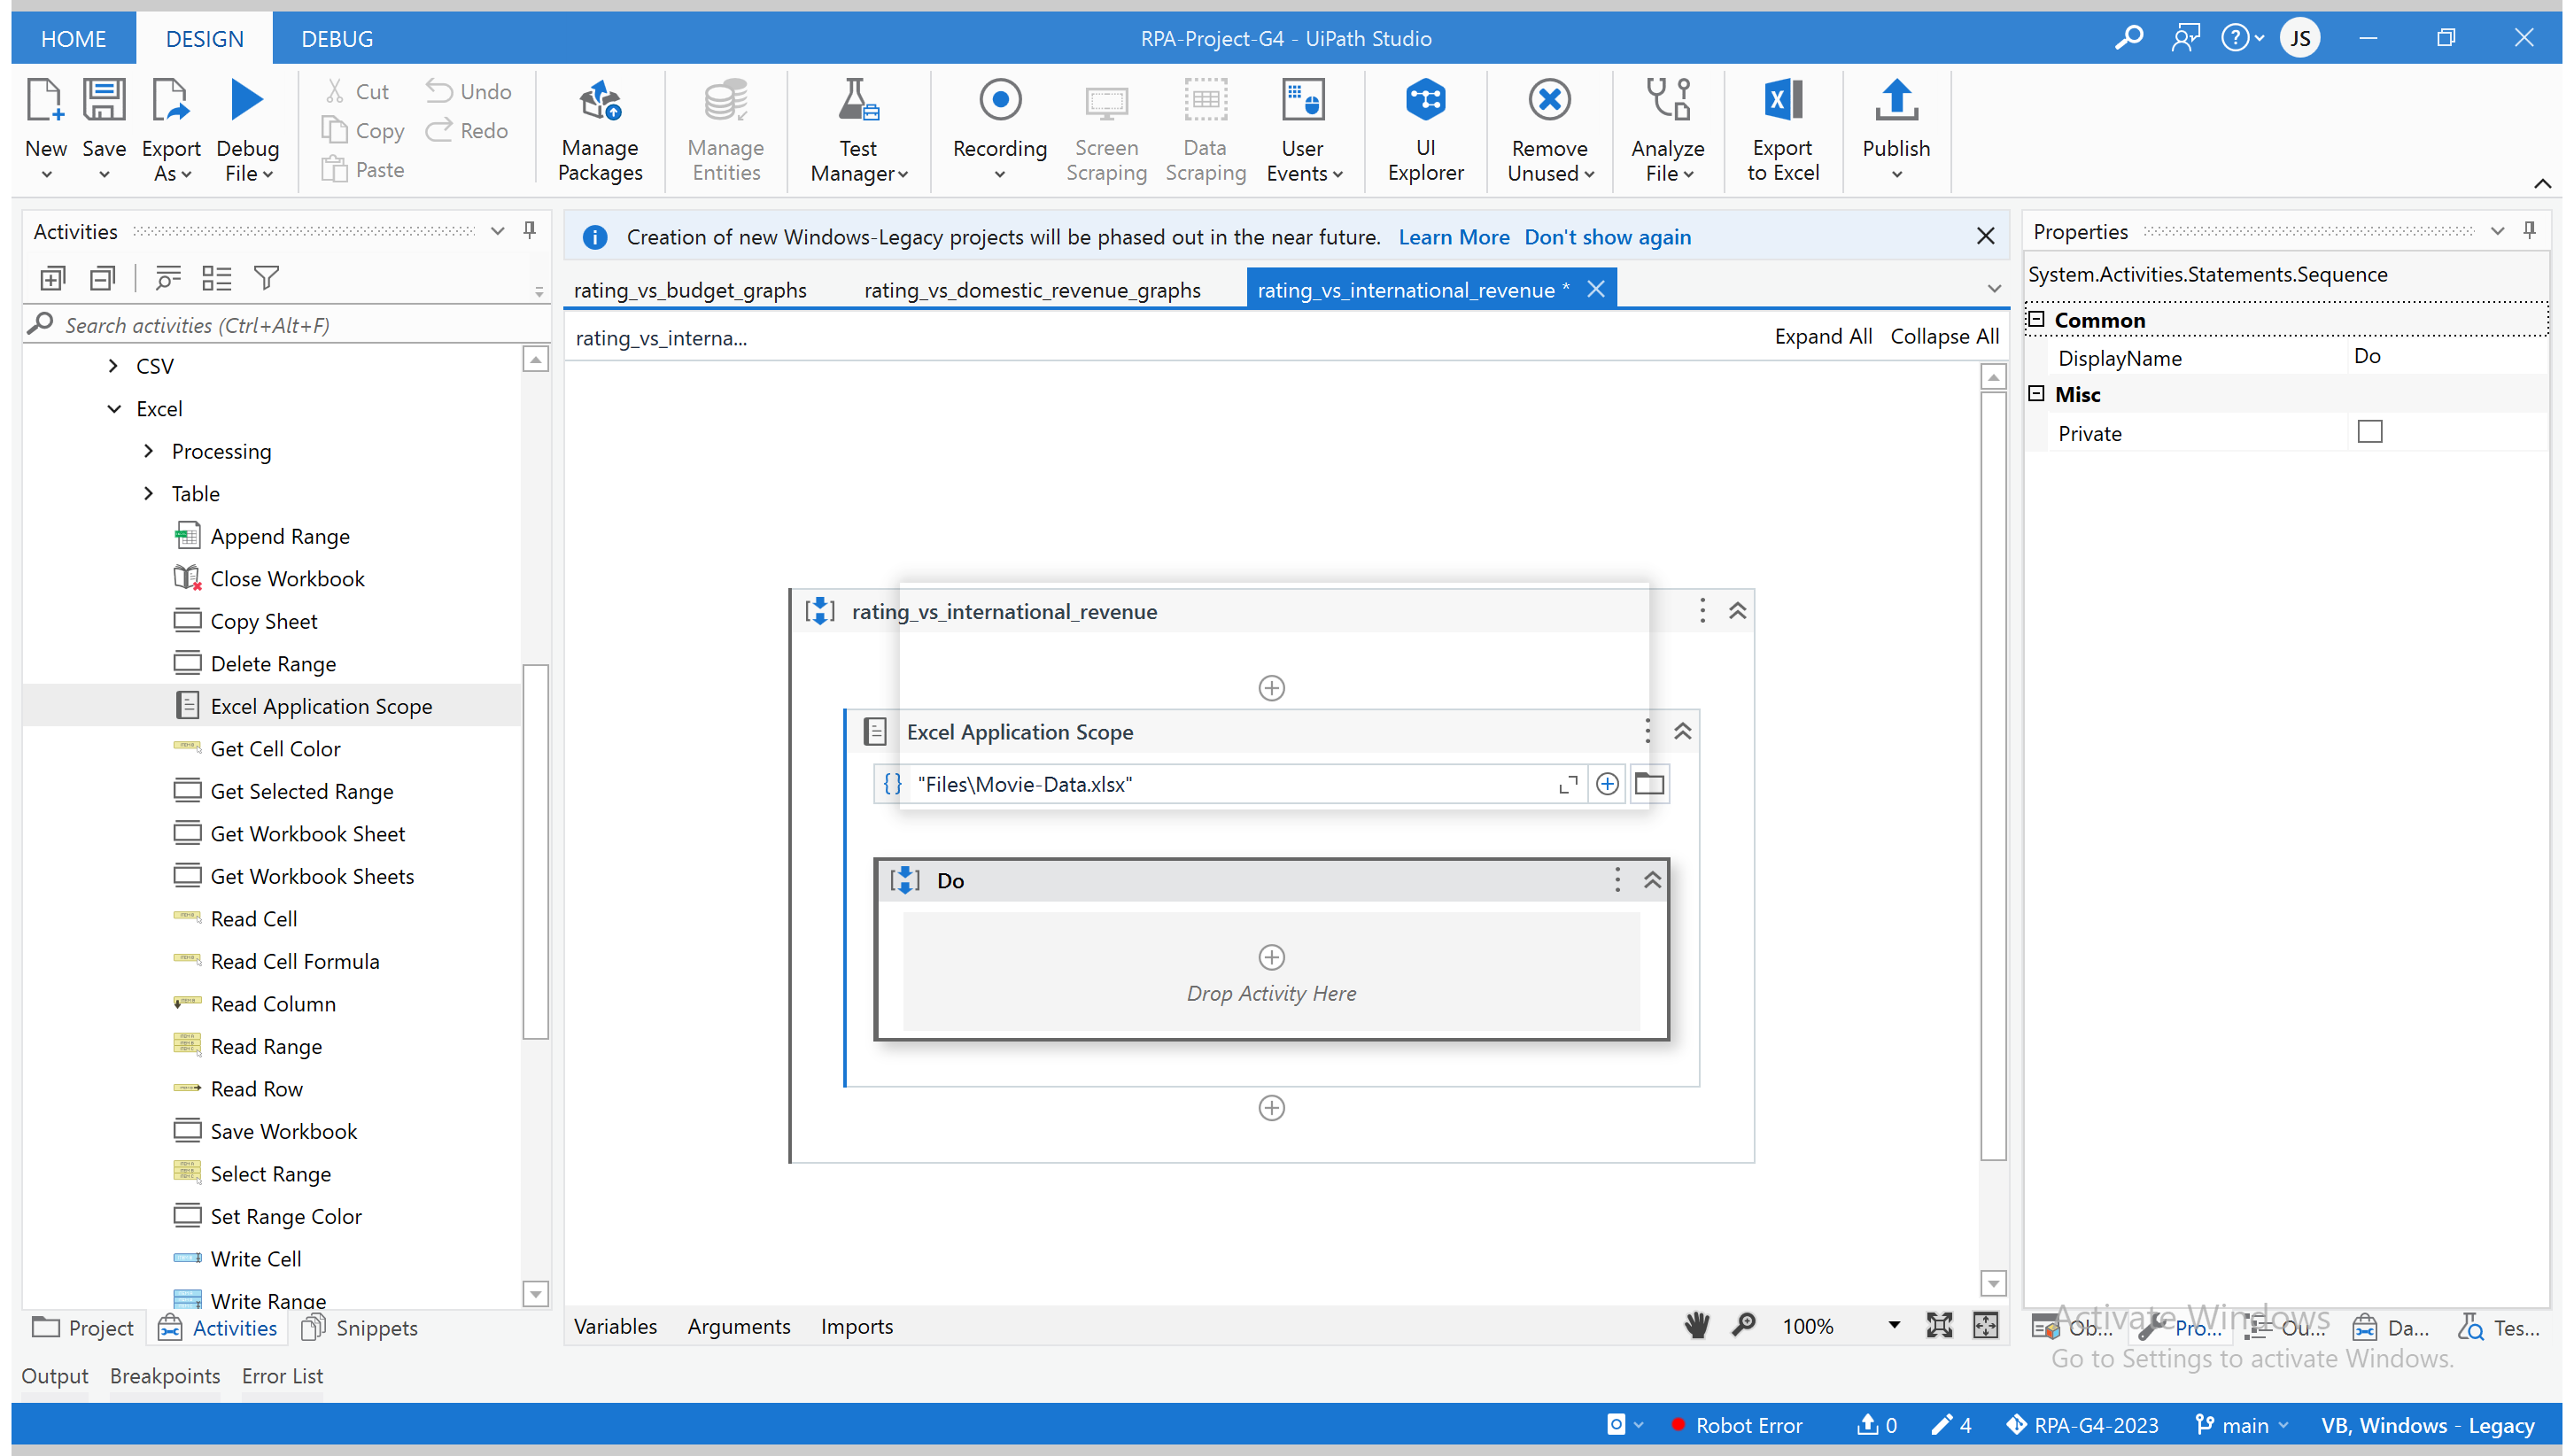 HOME DESIGN DEBUG RPA-Project-G4 - UiPath Studio JS
New Save Export As Debug File Cut Copy Paste Undo Redo Manage Packages Manage Entities Test Manager Recording Screen Scraping Data Scraping User Events UI Explorer Remove Unused Analyze File Export to Excel Publish
Activities
Search activities (Ctrl+Alt+F)
CSV
Excel
Processing
Table
Append Range
Close Workbook
Copy Sheet
Delete Range
Excel Application Scope
Get Cell Color
Get Selected Range
Get Workbook Sheet
Get Workbook Sheets
Read Cell
Read Cell Formula
Read Column
Read Range
Read Row
Save Workbook
Select Range
Set Range Color
Write Cell
Write Range
Project Activities Snippets
Creation of new Windows-Legacy projects will be phased out in the near future. Learn More Don't show again
rating_vs_budget_graphs rating_vs_domestic_revenue_graphs rating_vs_international_revenue *
rating_vs_interna... Expand All Collapse All
rating_vs_international_revenue
Excel Application Scope
{} "Files\Movie-Data.xlsx"
Do
Drop Activity Here
Variables Arguments Imports 100%
Properties
System.Activities.Statements.Sequence
Common
DisplayName Do
Misc
Private
Ob... Pro... Ou... Da... Tes...
Activate Windows
Go to Settings to activate Windows.
Output Breakpoints Error List
Robot Error 0 4 RPA-G4-2023 main VB, Windows - Legacy